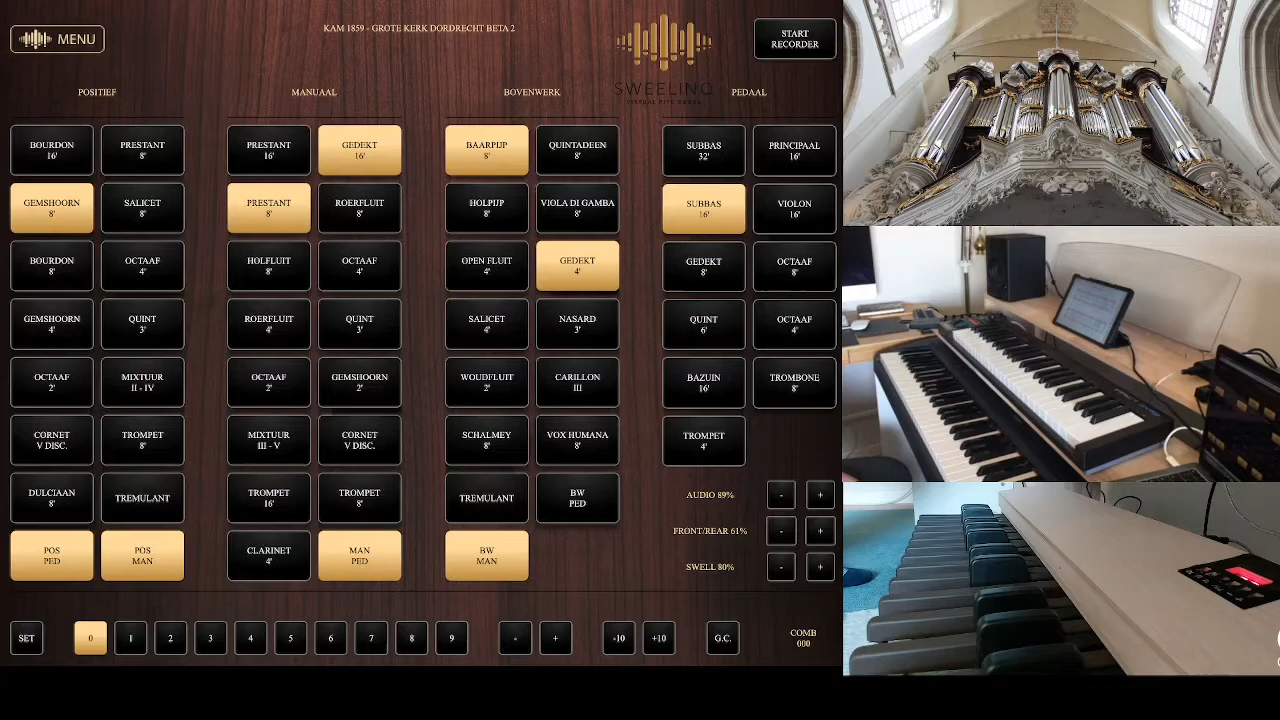 MENU
KAM 1859 - GROTE KERK DORDRECHT BETA 2
SWEELINQ
VIRTUAL PIPE ORGAN
START
RECORDER
POSITIEF
MANUAAL
BOVENWERK
PEDAAL
BOURDON
16'
PRESTANT
8'
PRESTANT
16'
GEDEKT
16'
BAARPIJP
8'
QUINTADEEN
8'
SUBBAS
32'
PRINCIPAAL
16'
GEMSHOORN
8'
SALICET
8'
PRESTANT
8'
ROERFLUIT
8'
HOLPIJP
8'
VIOLA DI GAMBA
8'
SUBBAS
16'
VIOLON
16'
BOURDON
8'
OCTAAF
4'
HOLFLUIT
8'
OCTAAF
4'
OPEN FLUIT
4'
GEDEKT
4'
GEDEKT
8'
OCTAAF
8'
GEMSHOORN
4'
QUINT
3'
ROERFLUIT
4'
QUINT
3'
SALICET
4'
NASARD
3'
QUINT
6'
OCTAAF
4'
OCTAAF
2'
MIXTUUR
II - IV
OCTAAF
2'
GEMSHOORN
2'
WOUDFLUIT
2'
CARILLON
III
BAZUIN
16'
TROMBONE
8'
CORNET
V DISC.
TROMPET
8'
MIXTUUR
III - V
CORNET
V DISC.
SCHALMEY
8'
VOX HUMANA
8'
TROMPET
4'
DULCIAAN
8'
TREMULANT
TROMPET
16'
TROMPET
8'
TREMULANT
BW
PED
AUDIO 89%
-
+
FRONT/REAR 61%
-
+
POS
PED
POS
MAN
CLARINET
4'
MAN
PED
BW
MAN
SWELL 80%
-
+
SET
0
1
2
3
4
5
6
7
8
9
-
+
-10
+10
G.C.
COMB
000